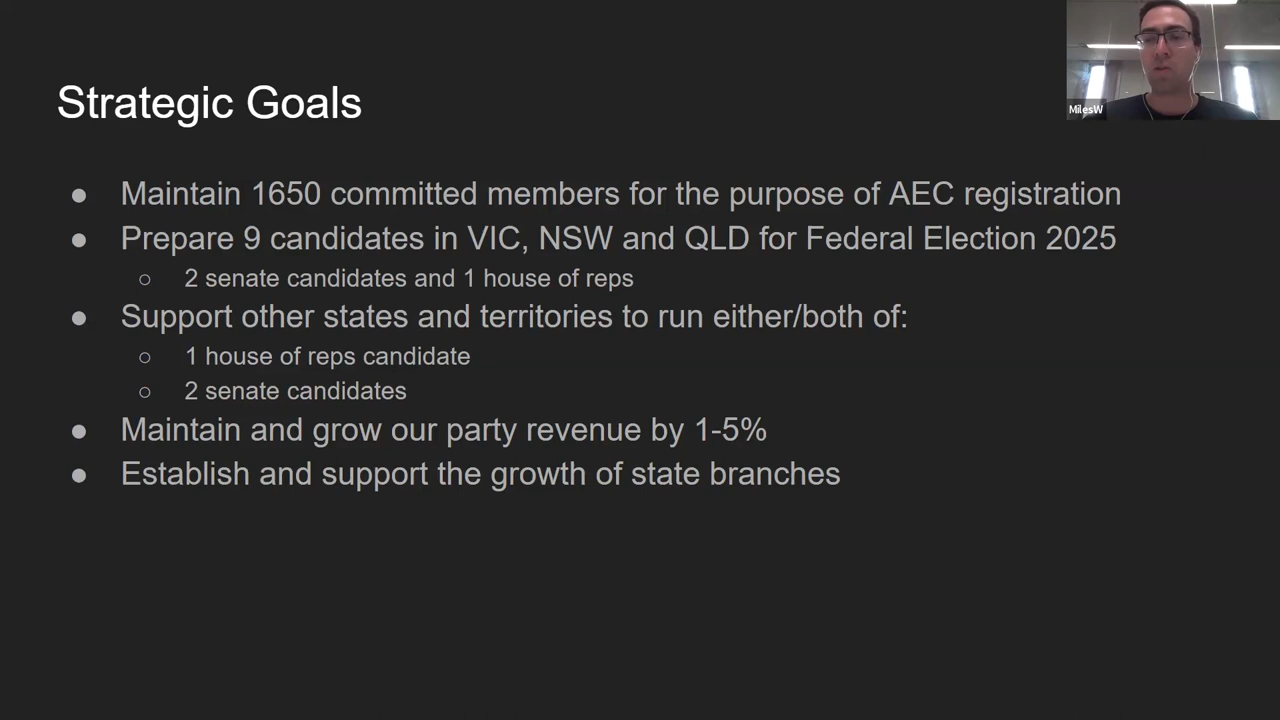 MilesW
Strategic Goals
● Maintain 1650 committed members for the purpose of AEC registration
● Prepare 9 candidates in VIC, NSW and QLD for Federal Election 2025
○ 2 senate candidates and 1 house of reps
● Support other states and territories to run either/both of:
○ 1 house of reps candidate
○ 2 senate candidates
● Maintain and grow our party revenue by 1-5%
● Establish and support the growth of state branches